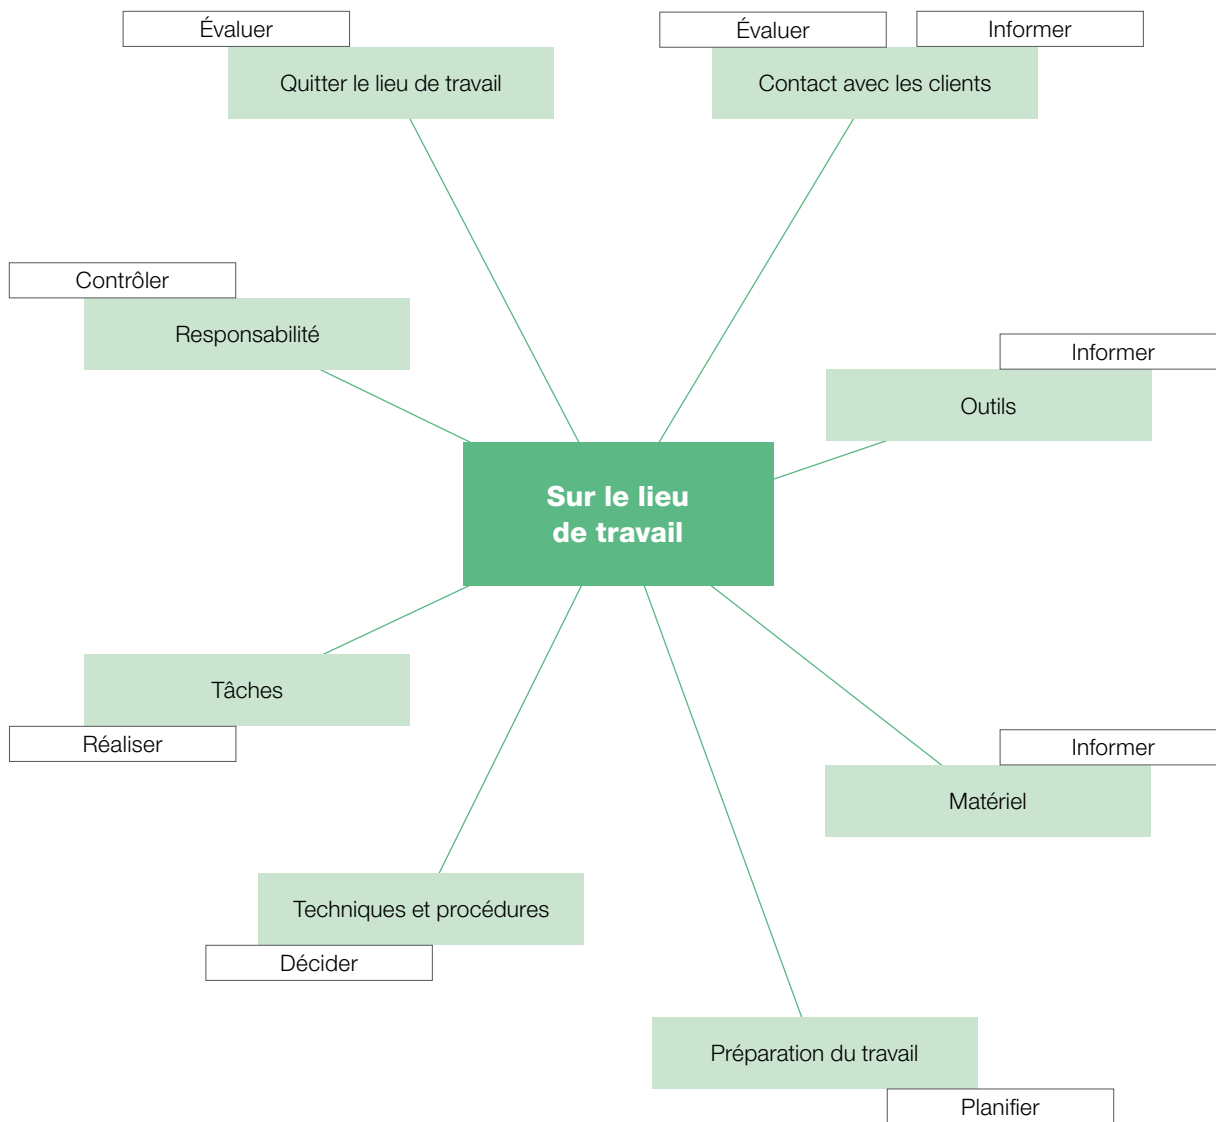 Évaluer
Quitter le lieu de travail
Évaluer
Informer
Contact avec les clients
Contrôler
Responsabilité
Informer
Outils
Sur le lieu
de travail
Tâches
Réaliser
Informer
Matériel
Techniques et procédures
Décider
Préparation du travail
Planifier